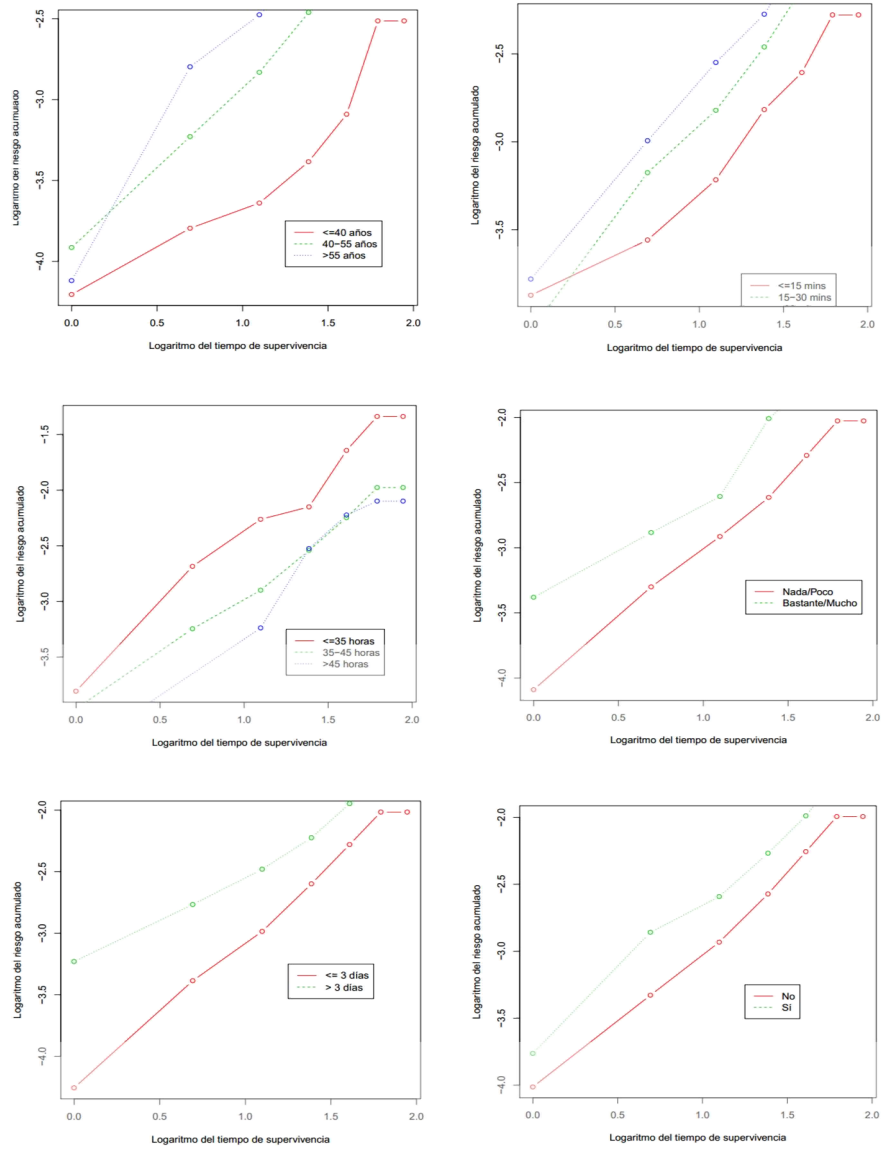 Logaritmo del riesgo acumulado
-2.5
-3.0
-3.5
-4.0
<=40 años
40−55 años
>55 años
0.0 0.5 1.0 1.5 2.0
Logaritmo del tiempo de supervivencia
Logaritmo del riesgo acumulado
-2.5
-3.0
-3.5
<=15 mins
15−30 mins
0.0 0.5 1.0 1.5 2.0
Logaritmo del tiempo de supervivencia
Logaritmo del riesgo acumulado
-1.5
-2.0
-2.5
-3.0
-3.5
<=35 horas
35−45 horas
>45 horas
0.0 0.5 1.0 1.5 2.0
Logaritmo del tiempo de supervivencia
Logaritmo del riesgo acumulado
-2.0
-2.5
-3.0
-3.5
-4.0
Nada/Poco
Bastante/Mucho
0.0 0.5 1.0 1.5 2.0
Logaritmo del tiempo de supervivencia
Logaritmo del riesgo acumulado
-2.0
-2.5
-3.0
-3.5
-4.0
<= 3 días
> 3 días
0.0 0.5 1.0 1.5 2.0
Logaritmo del tiempo de supervivencia
Logaritmo del riesgo acumulado
-2.0
-2.5
-3.0
-3.5
-4.0
No
Sí
0.0 0.5 1.0 1.5 2.0
Logaritmo del tiempo de supervivencia